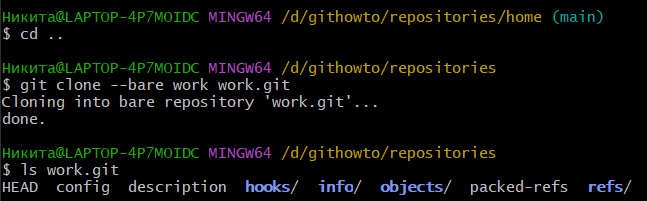 Никита@LAPTOP-4P7MOIDC MINGW64 /d/githowto/repositories/home (main)
$ cd ..
Никита@LAPTOP-4P7MOIDC MINGW64 /d/githowto/repositories
$ git clone --bare work work.git
Cloning into bare repository 'work.git'...
done.
Никита@LAPTOP-4P7MOIDC MINGW64 /d/githowto/repositories
$ ls work.git
HEAD  config  description  hooks/  info/  objects/  packed-refs  refs/